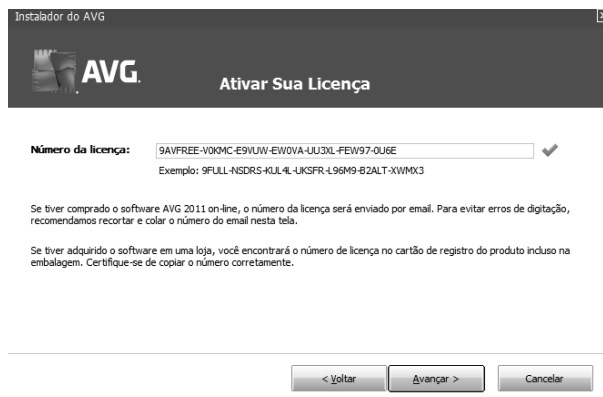 Instalador do AVG
AVG.
Ativar Sua Licença
Número da licença: 9AVFREE-V0KMC-E9VUW-EW0VA-UU3XL-FEW97-0U6E
Exemplo: 9FULL-NSDRS-KUL4L-UKSFR-L96M9-B2ALT-XWMX3
Se tiver comprado o software AVG 2011 on-line, o número da licença será enviado por email. Para evitar erros de digitação,
recomendamos recortar e colar o número do email nesta tela.
Se tiver adquirido o software em uma loja, você encontrará o número de licença no cartão de registro do produto incluso na
embalagem. Certifique-se de copiar o número corretamente.
< Voltar Avançar > Cancelar